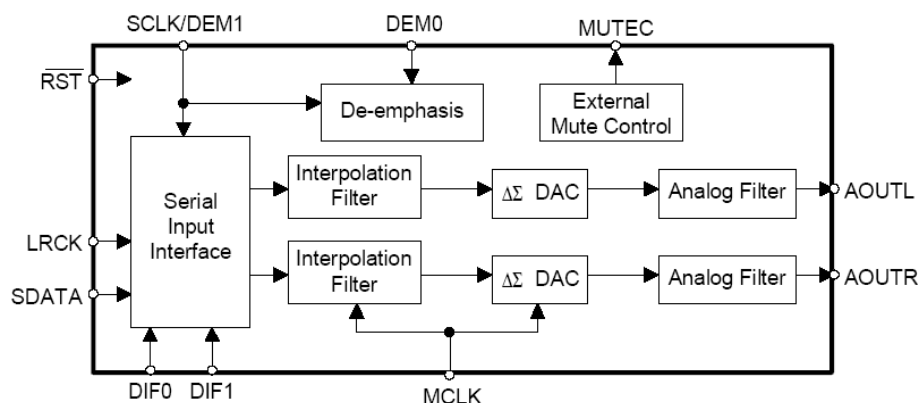 SCLK/DEM1
DEM0
MUTEC
RST
De-emphasis
External
Mute Control
Serial
Input
Interface
Interpolation
Filter
ΔΣ DAC
Analog Filter
AOUTL
LRCK
Interpolation
Filter
ΔΣ DAC
Analog Filter
AOUTR
SDATA
DIF0
DIF1
MCLK